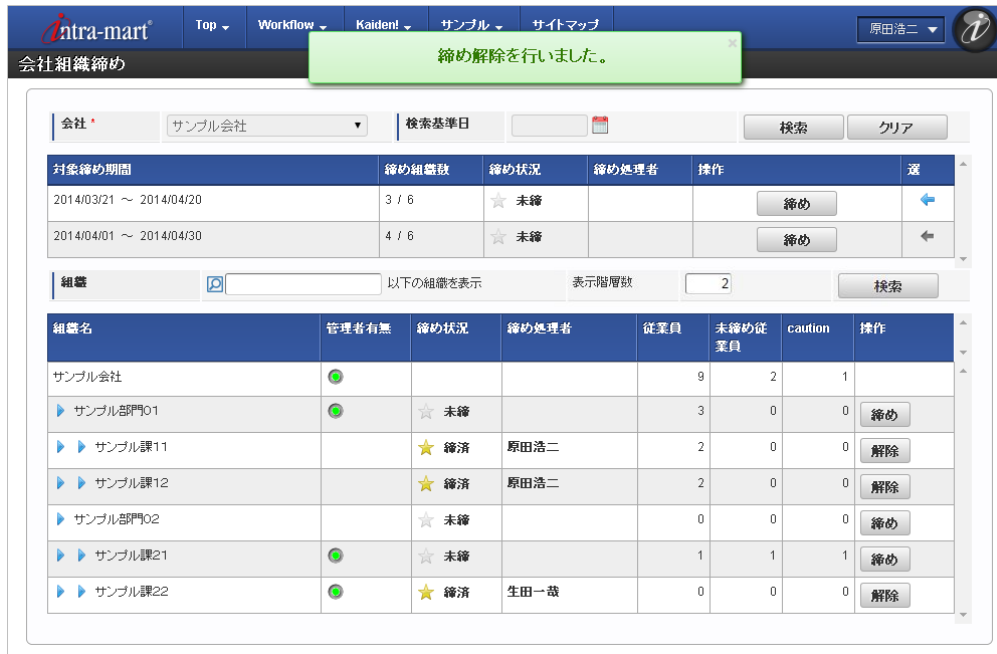 intra-mart® Top Workflow Kaiden! サンプル サイトマップ 原田浩二
会社組織締め
締め解除を行いました。 ×
会社 * サンプル会社 検索基準日 検索 クリア
対象締め期間 締め組織数 締め状況 締め処理者 操作 選
2014/03/21 ～ 2014/04/20 3 / 6 未締 締め
2014/04/01 ～ 2014/04/30 4 / 6 未締 締め
組織 以下の組織を表示 表示階層数 2 検索
組織名 管理者有無 締め状況 締め処理者 従業員 未締め従業員 caution 操作
サンプル会社 9 2 1
サンプル部門01 未締 3 0 0 締め
サンプル課11 締済 原田浩二 2 0 0 解除
サンプル課12 締済 原田浩二 2 0 0 解除
サンプル部門02 未締 0 0 0 締め
サンプル課21 未締 1 1 1 締め
サンプル課22 締済 生田一哉 0 0 0 解除